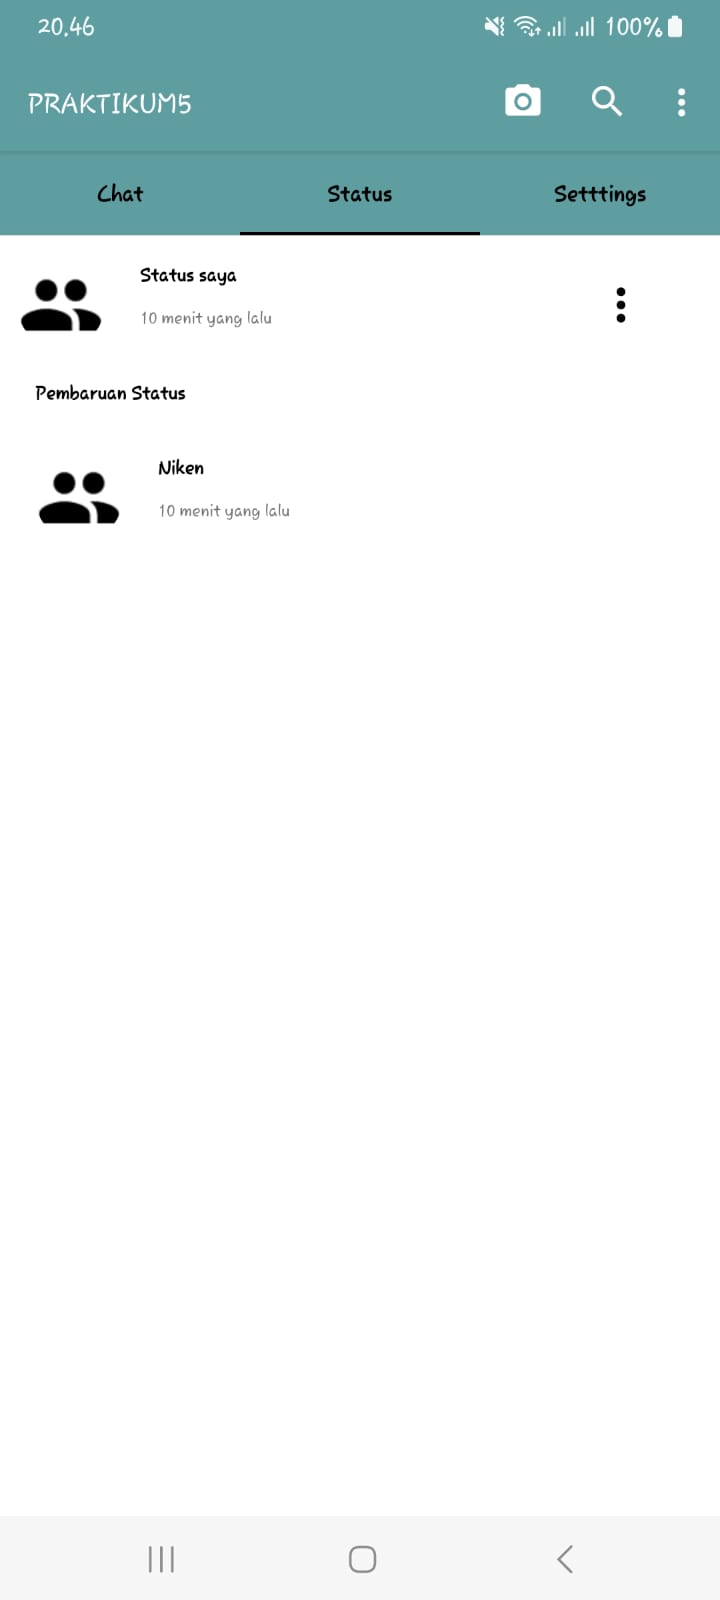 20.46 100%
PRAKTIKUM5
Chat Status Setttings
Status saya
10 menit yang lalu
Pembaruan Status
Niken
10 menit yang lalu